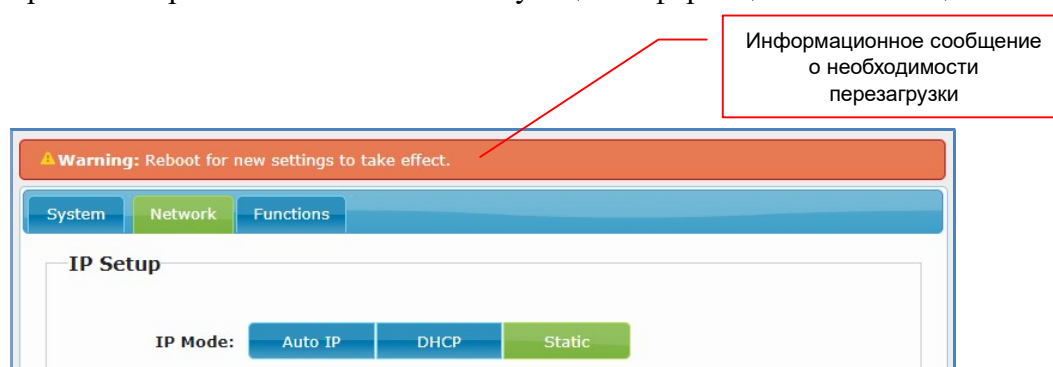 Информационное сообщение
о необходимости
перезагрузки
Warning: Reboot for new settings to take effect.
System Network Functions
IP Setup
IP Mode: Auto IP DHCP Static